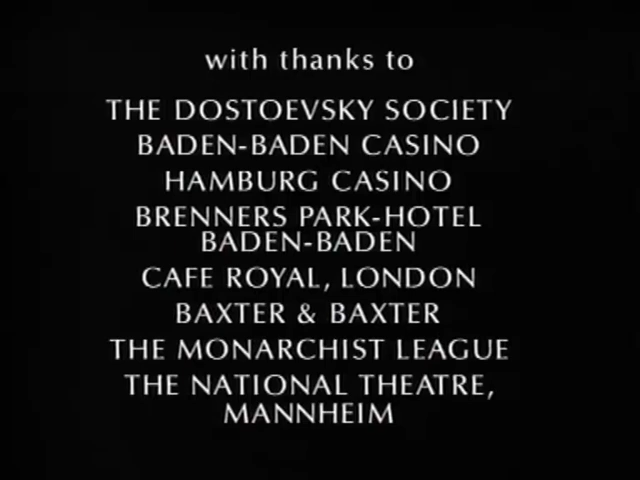 with thanks to
THE DOSTOEVSKY SOCIETY
BADEN-BADEN CASINO
HAMBURG CASINO
BRENNERS PARK-HOTEL
BADEN-BADEN
CAFE ROYAL, LONDON
BAXTER & BAXTER
THE MONARCHIST LEAGUE
THE NATIONAL THEATRE,
MANNHEIM